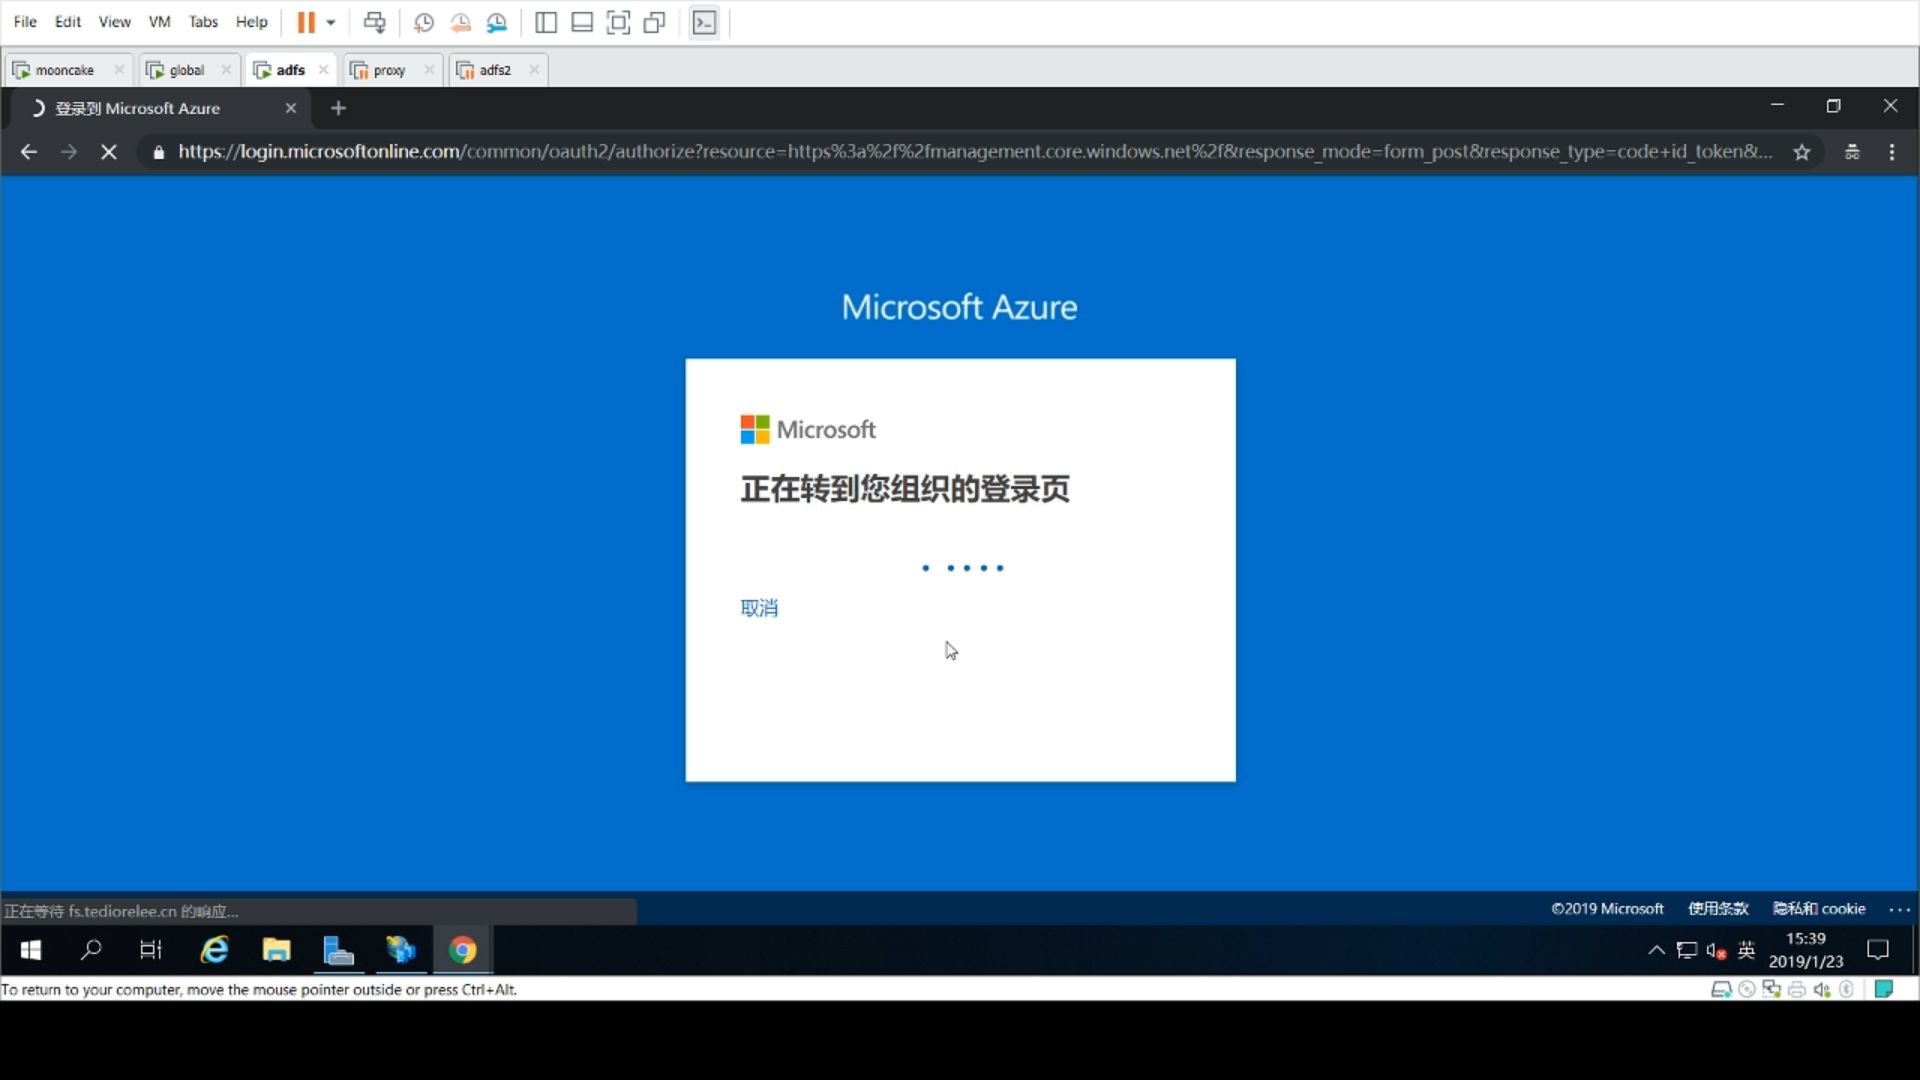 File Edit View VM Tabs Help
mooncake global adfs proxy adfs2
登录到 Microsoft Azure
https://login.microsoftonline.com/common/oauth2/authorize?resource=https%3a%2f%2fmanagement.core.windows.net%2f&response_mode=form_post&response_type=code+id_token&...
Microsoft Azure
Microsoft
正在转到您组织的登录页
取消
正在等待 fs.tediorelee.cn 的响应...
©2019 Microsoft 使用条款 隐私和 cookie ...
英
15:39
2019/1/23
To return to your computer, move the mouse pointer outside or press Ctrl+Alt.